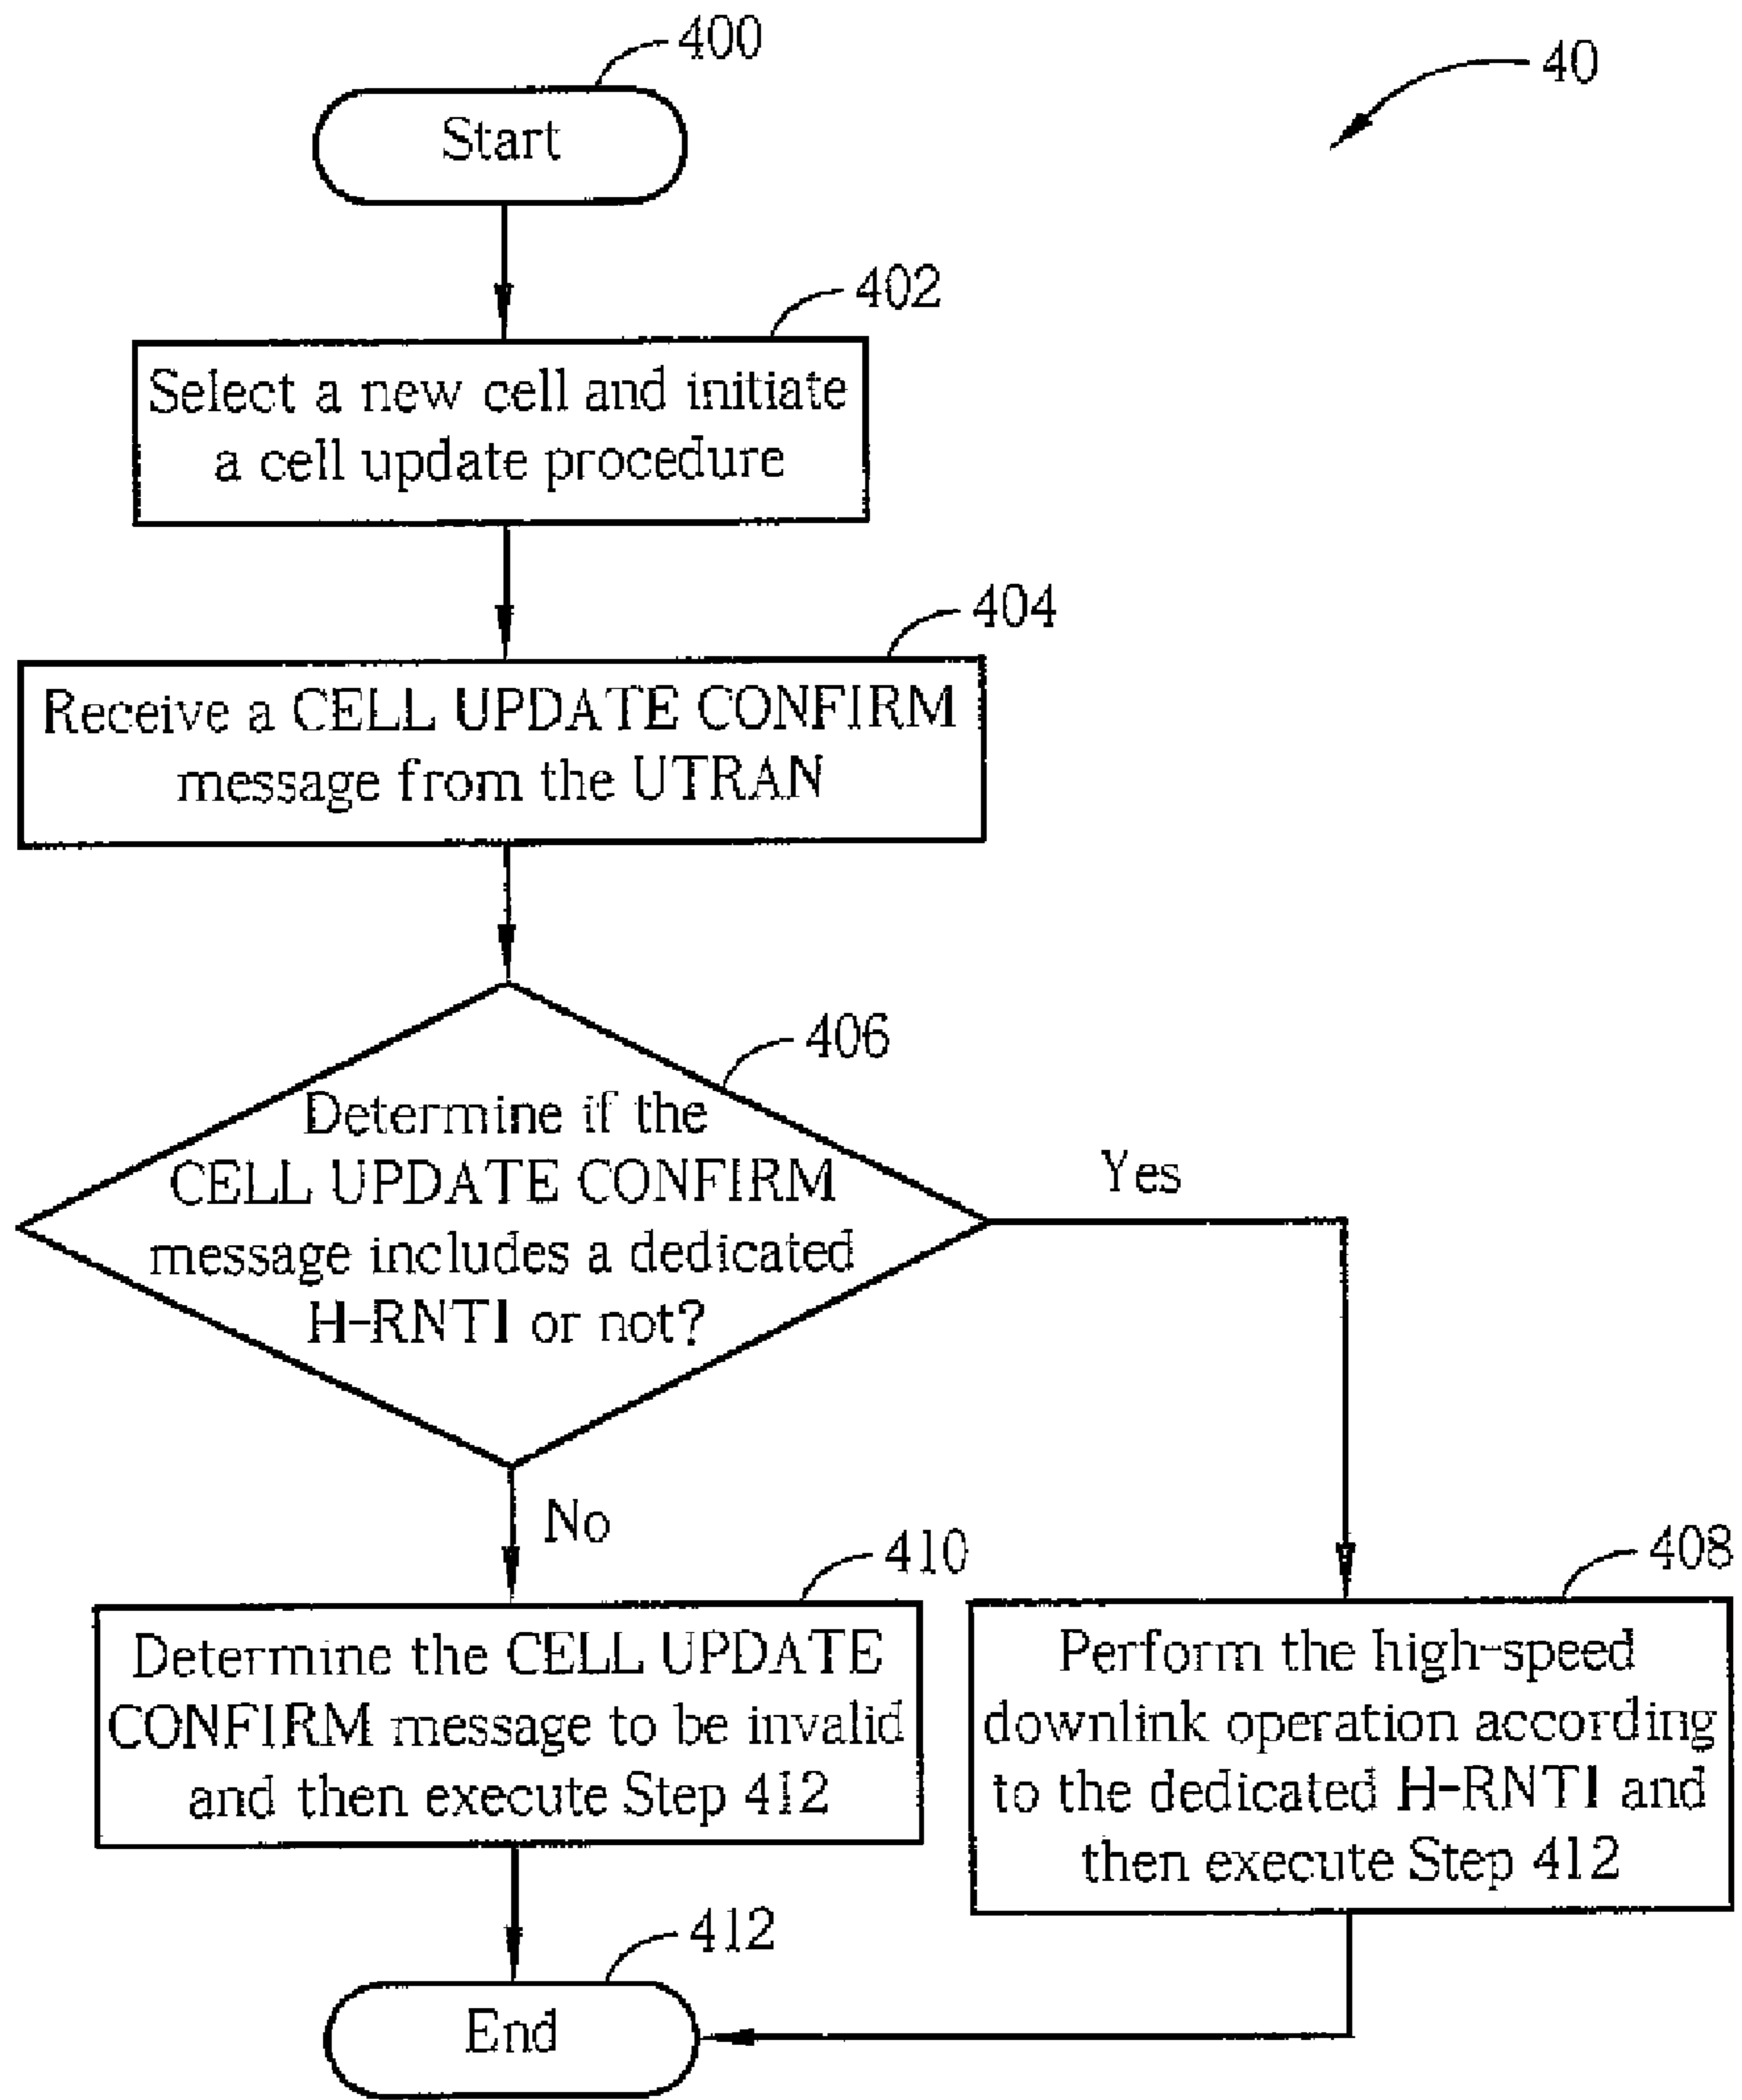 400
40
Start
402
Select a new cell and initiate
a cell update procedure
404
Receive a CELL UPDATE CONFIRM
message from the UTRAN
406
Determine if the
CELL UPDATE CONFIRM
message includes a dedicated
H-RNTI or not?
Yes
No
410
Determine the CELL UPDATE
CONFIRM message to be invalid
and then execute Step 412
408
Perform the high-speed
downlink operation according
to the dedicated H-RNTI and
then execute Step 412
412
End